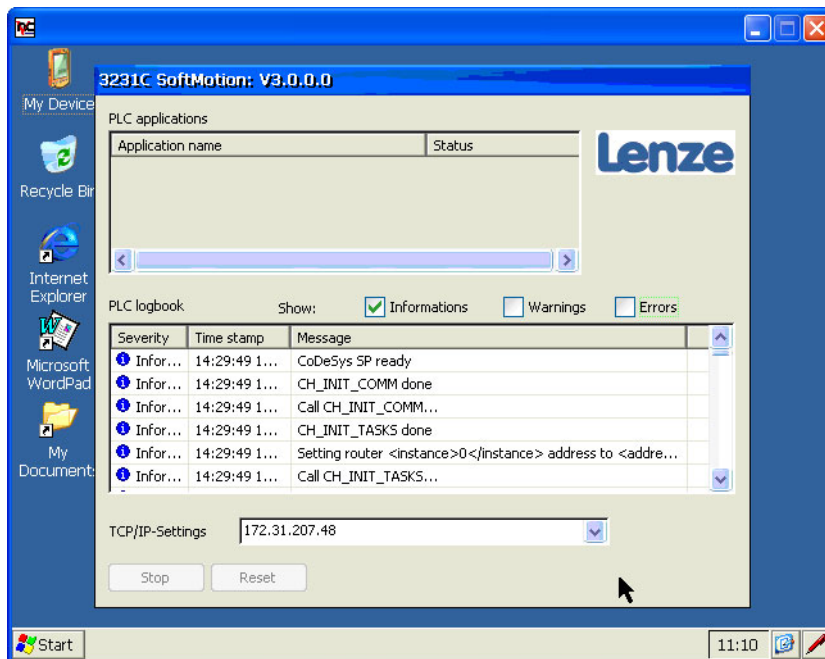 3231C SoftMotion: V3.0.0.0
My Device
PLC applications
Application name Status
Lenze
Recycle Bin
Internet
Explorer
PLC logbook Show: Informations Warnings Errors
Severity Time stamp Message
Infor... 14:29:49 1... CoDeSys SP ready
Infor... 14:29:49 1... CH_INIT_COMM done
Infor... 14:29:49 1... Call CH_INIT_COMM...
Infor... 14:29:49 1... CH_INIT_TASKS done
Infor... 14:29:49 1... Setting router <instance>0</instance> address to <addre...
Infor... 14:29:49 1... Call CH_INIT_TASKS...
Microsoft
WordPad
My
Documents
TCP/IP-Settings 172.31.207.48
Stop Reset
Start 11:10